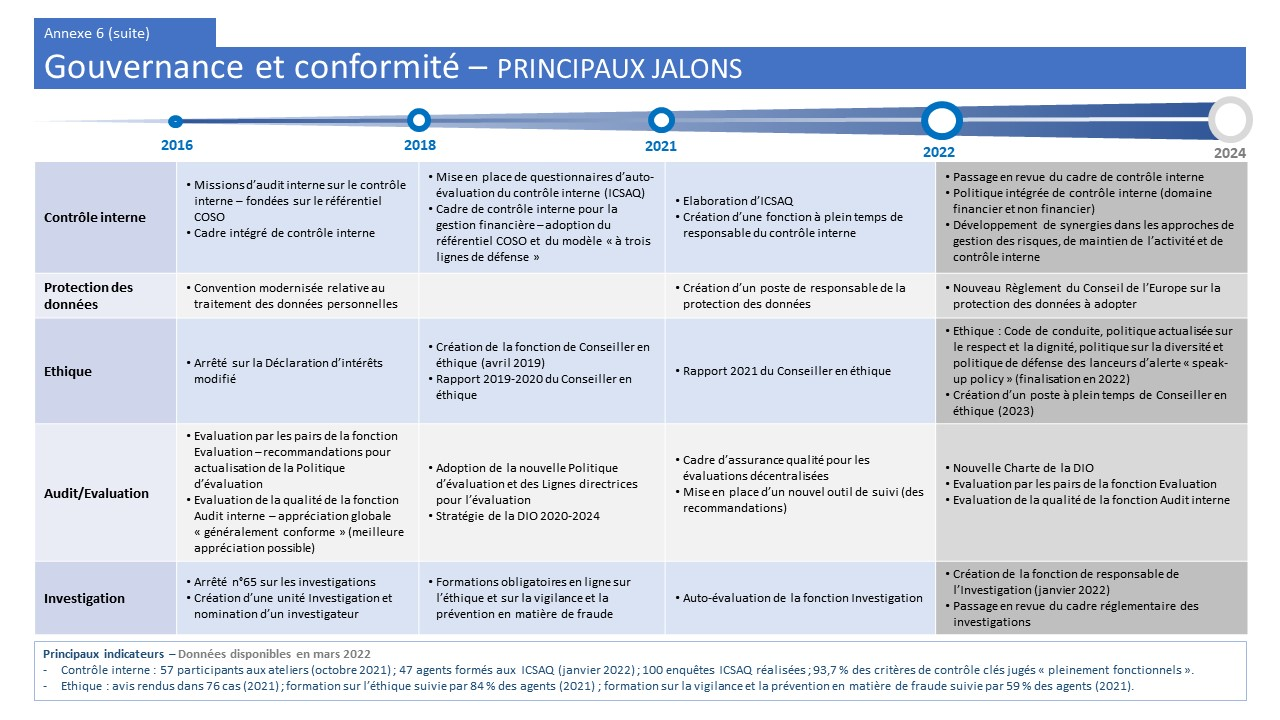 Annexe 6 (suite)
Gouvernance et conformité – PRINCIPAUX JALONS
2016
2018
2021
2022
2024
Contrôle interne
• Missions d'audit interne sur le contrôle
interne – fondées sur le référentiel
COSO
• Cadre intégré de contrôle interne
• Mise en place de questionnaires d'auto-
évaluation du contrôle interne (ICSAQ)
• Cadre de contrôle interne pour la
gestion financière – adoption du
référentiel COSO et du modèle « à trois
lignes de défense »
• Elaboration d'ICSAQ
• Création d'une fonction à plein temps de
responsable du contrôle interne
• Passage en revue du cadre de contrôle interne
• Politique intégrée de contrôle interne (domaine
financier et non financier)
• Développement de synergies dans les approches de
gestion des risques, de maintien de l'activité et de
contrôle interne
Protection des
données
• Convention modernisée relative au
traitement des données personnelles
• Création d'un poste de responsable de la
protection des données
• Nouveau Règlement du Conseil de l'Europe sur la
protection des données à adopter
Ethique
• Arrêté sur la Déclaration d'intérêts
modifié
• Création de la fonction de Conseiller en
éthique (avril 2019)
• Rapport 2019-2020 du Conseiller en
éthique
• Rapport 2021 du Conseiller en éthique
• Ethique : Code de conduite, politique actualisée sur
le respect et la dignité, politique sur la diversité et
politique de défense des lanceurs d'alerte « speak-
up policy » (finalisation en 2022)
• Création d'un poste à plein temps de Conseiller en
éthique (2023)
Audit/Evaluation
• Evaluation par les pairs de la fonction
Evaluation – recommandations pour
actualisation de la Politique
d'évaluation
• Evaluation de la qualité de la fonction
Audit interne – appréciation globale
« généralement conforme » (meilleure
appréciation possible)
• Adoption de la nouvelle Politique
d'évaluation et des Lignes directrices
pour l'évaluation
• Stratégie de la DIO 2020-2024
• Cadre d'assurance qualité pour les
évaluations décentralisées
• Mise en place d'un nouvel outil de suivi (des
recommandations)
• Nouvelle Charte de la DIO
• Evaluation par les pairs de la fonction Evaluation
• Evaluation de la qualité de la fonction Audit interne
Investigation
• Arrêté n°65 sur les investigations
• Création d'une unité Investigation et
nomination d'un investigateur
• Formations obligatoires en ligne sur
l'éthique et sur la vigilance et la
prévention en matière de fraude
• Auto-évaluation de la fonction Investigation
• Création de la fonction de responsable de
l'Investigation (janvier 2022)
• Passage en revue du cadre réglementaire des
investigations
Principaux indicateurs – Données disponibles en mars 2022
- Contrôle interne : 57 participants aux ateliers (octobre 2021) ; 47 agents formés aux ICSAQ (janvier 2022) ; 100 enquêtes ICSAQ réalisées ; 93,7 % des critères de contrôle clés jugés « pleinement fonctionnels ».
- Ethique : avis rendus dans 76 cas (2021) ; formation sur l'éthique suivie par 84 % des agents (2021) ; formation sur la vigilance et la prévention en matière de fraude suivie par 59 % des agents (2021).